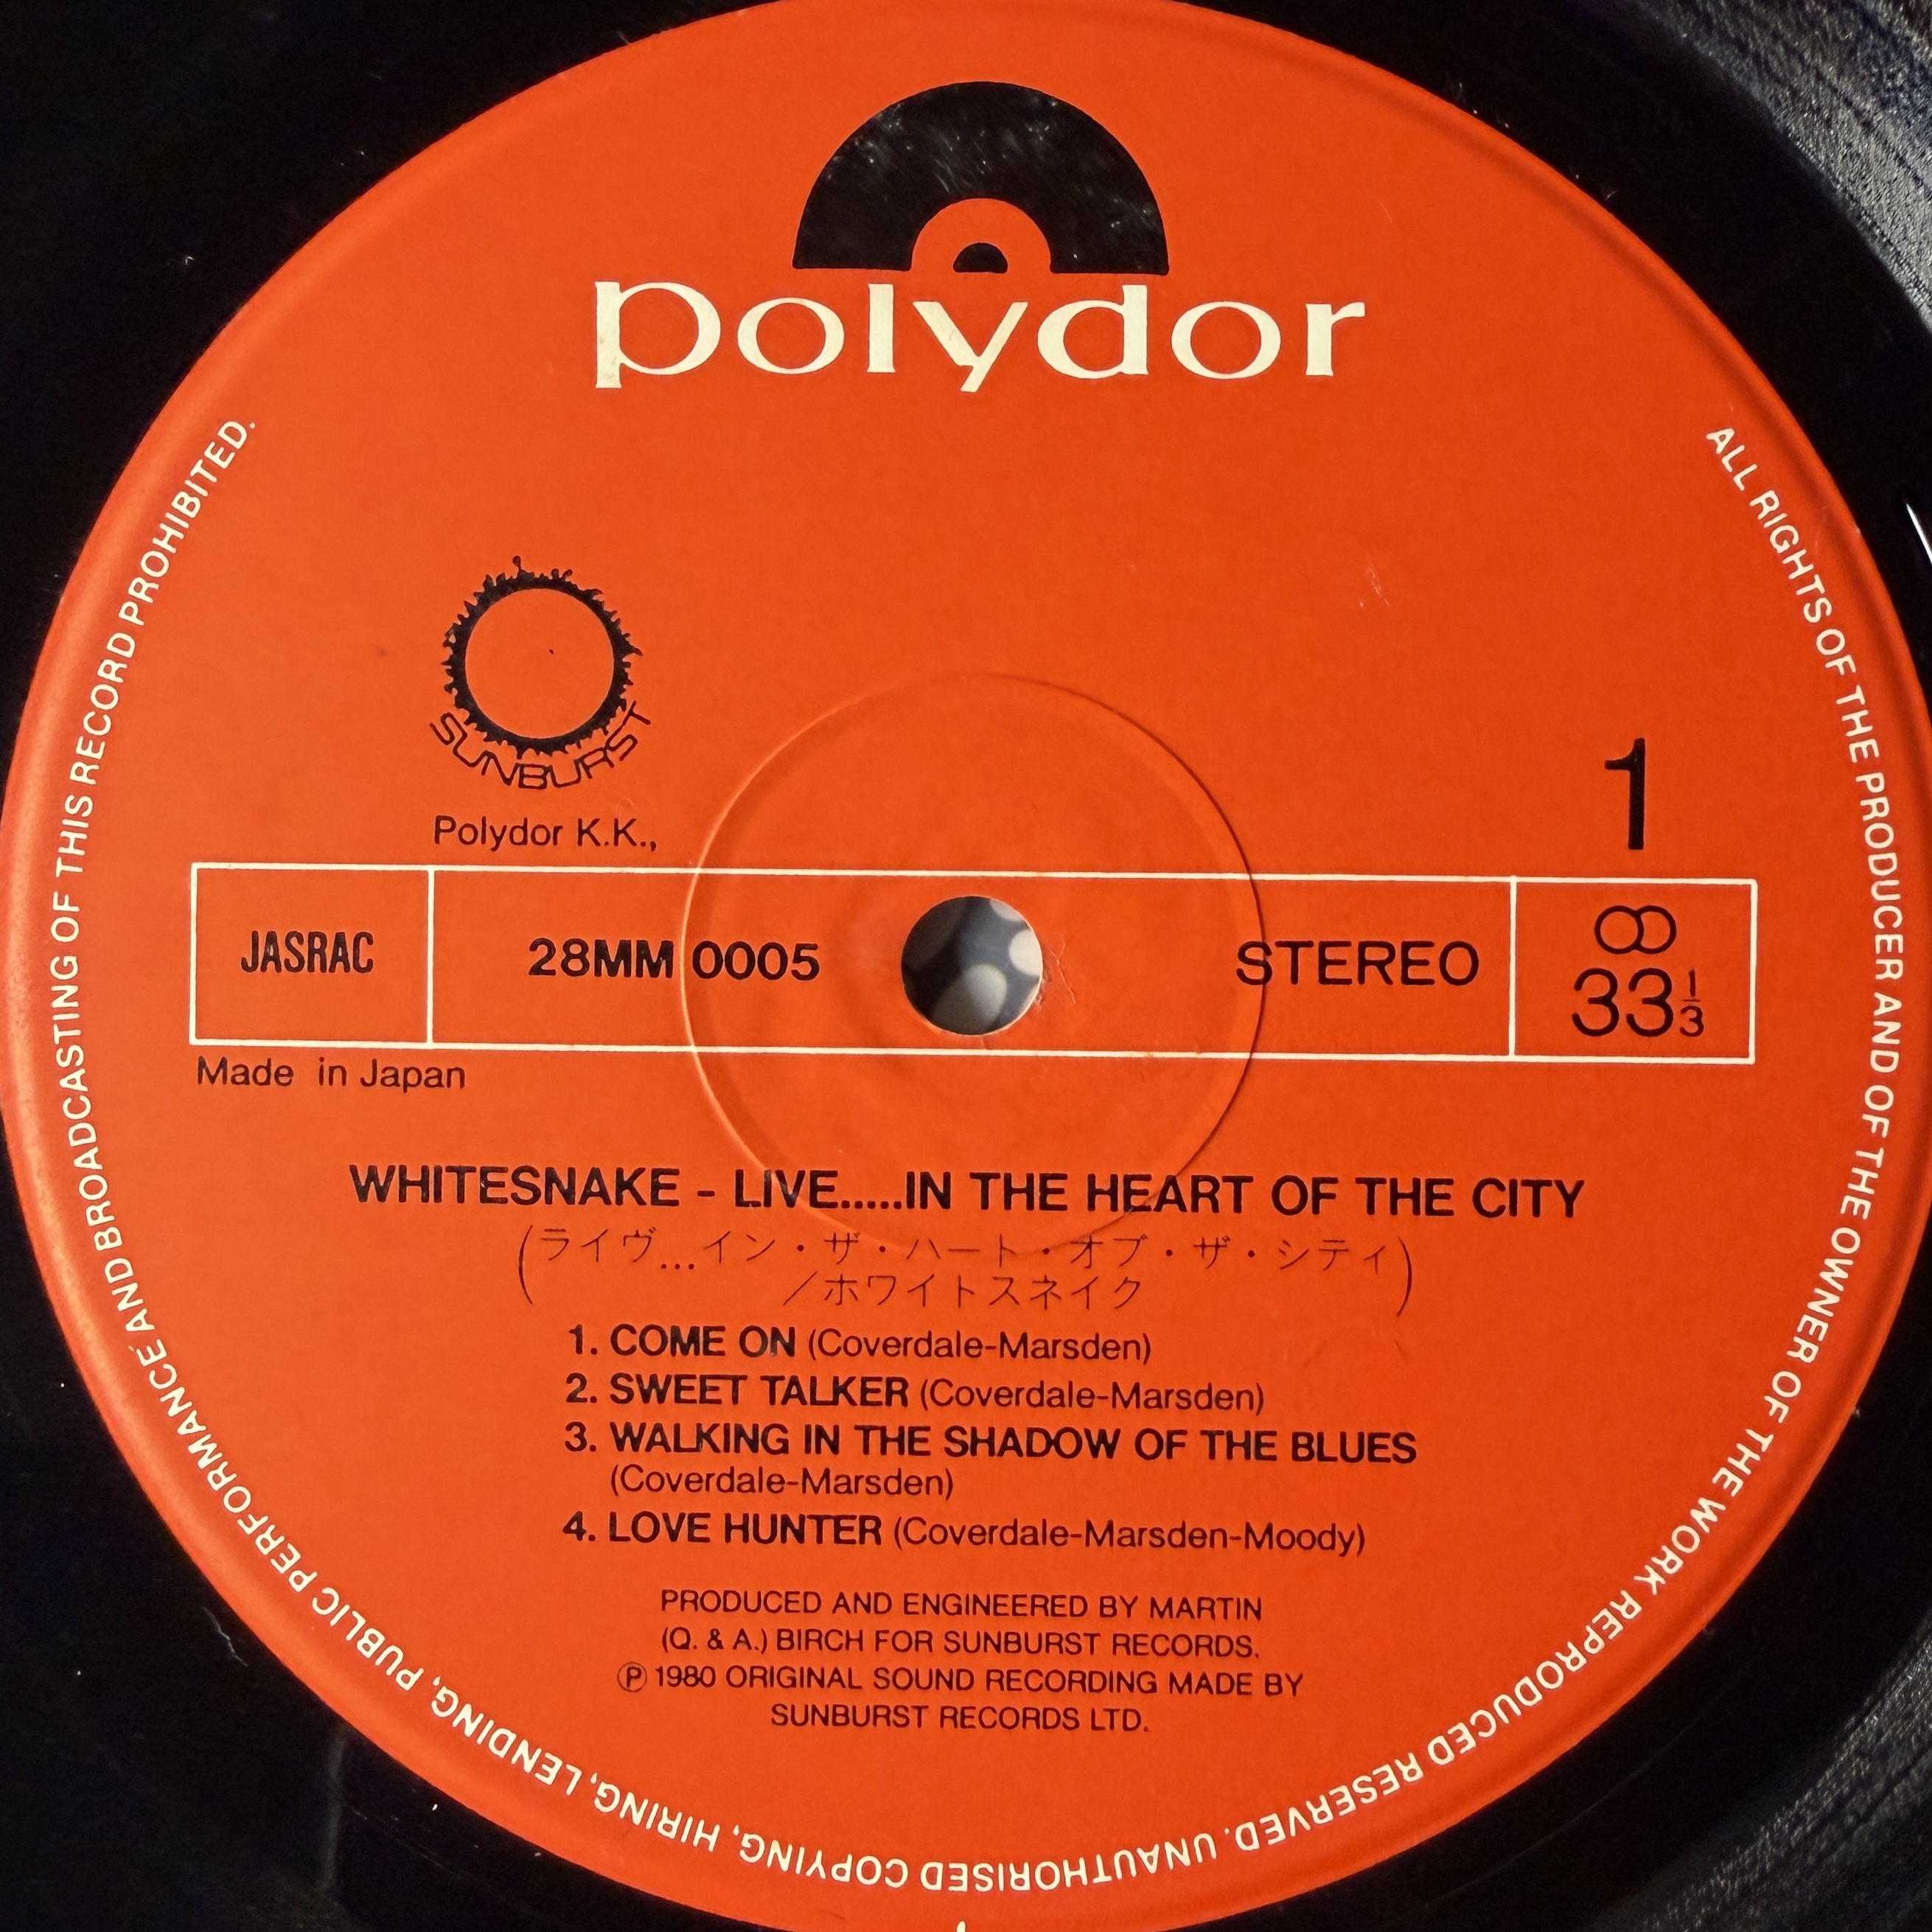 polydor
SUNBURST
Polydor K.K.,
1
JASRAC
28MM 0005
STEREO
33⅓
Made in Japan
WHITESNAKE - LIVE.....IN THE HEART OF THE CITY
(ライヴ...イン・ザ・ハート・オブ・ザ・シティ
/ホワイトスネイク)
1. COME ON (Coverdale-Marsden)
2. SWEET TALKER (Coverdale-Marsden)
3. WALKING IN THE SHADOW OF THE BLUES
(Coverdale-Marsden)
4. LOVE HUNTER (Coverdale-Marsden-Moody)
PRODUCED AND ENGINEERED BY MARTIN
(Q. & A.) BIRCH FOR SUNBURST RECORDS.
Ⓟ 1980 ORIGINAL SOUND RECORDING MADE BY
SUNBURST RECORDS LTD.
ALL RIGHTS OF THE PRODUCER AND OF THE OWNER OF THE WORK REPRODUCED RESERVED. UNAUTHORISED COPYING, HIRING, LENDING, PUBLIC PERFORMANCE AND BROADCASTING OF THIS RECORD PROHIBITED.